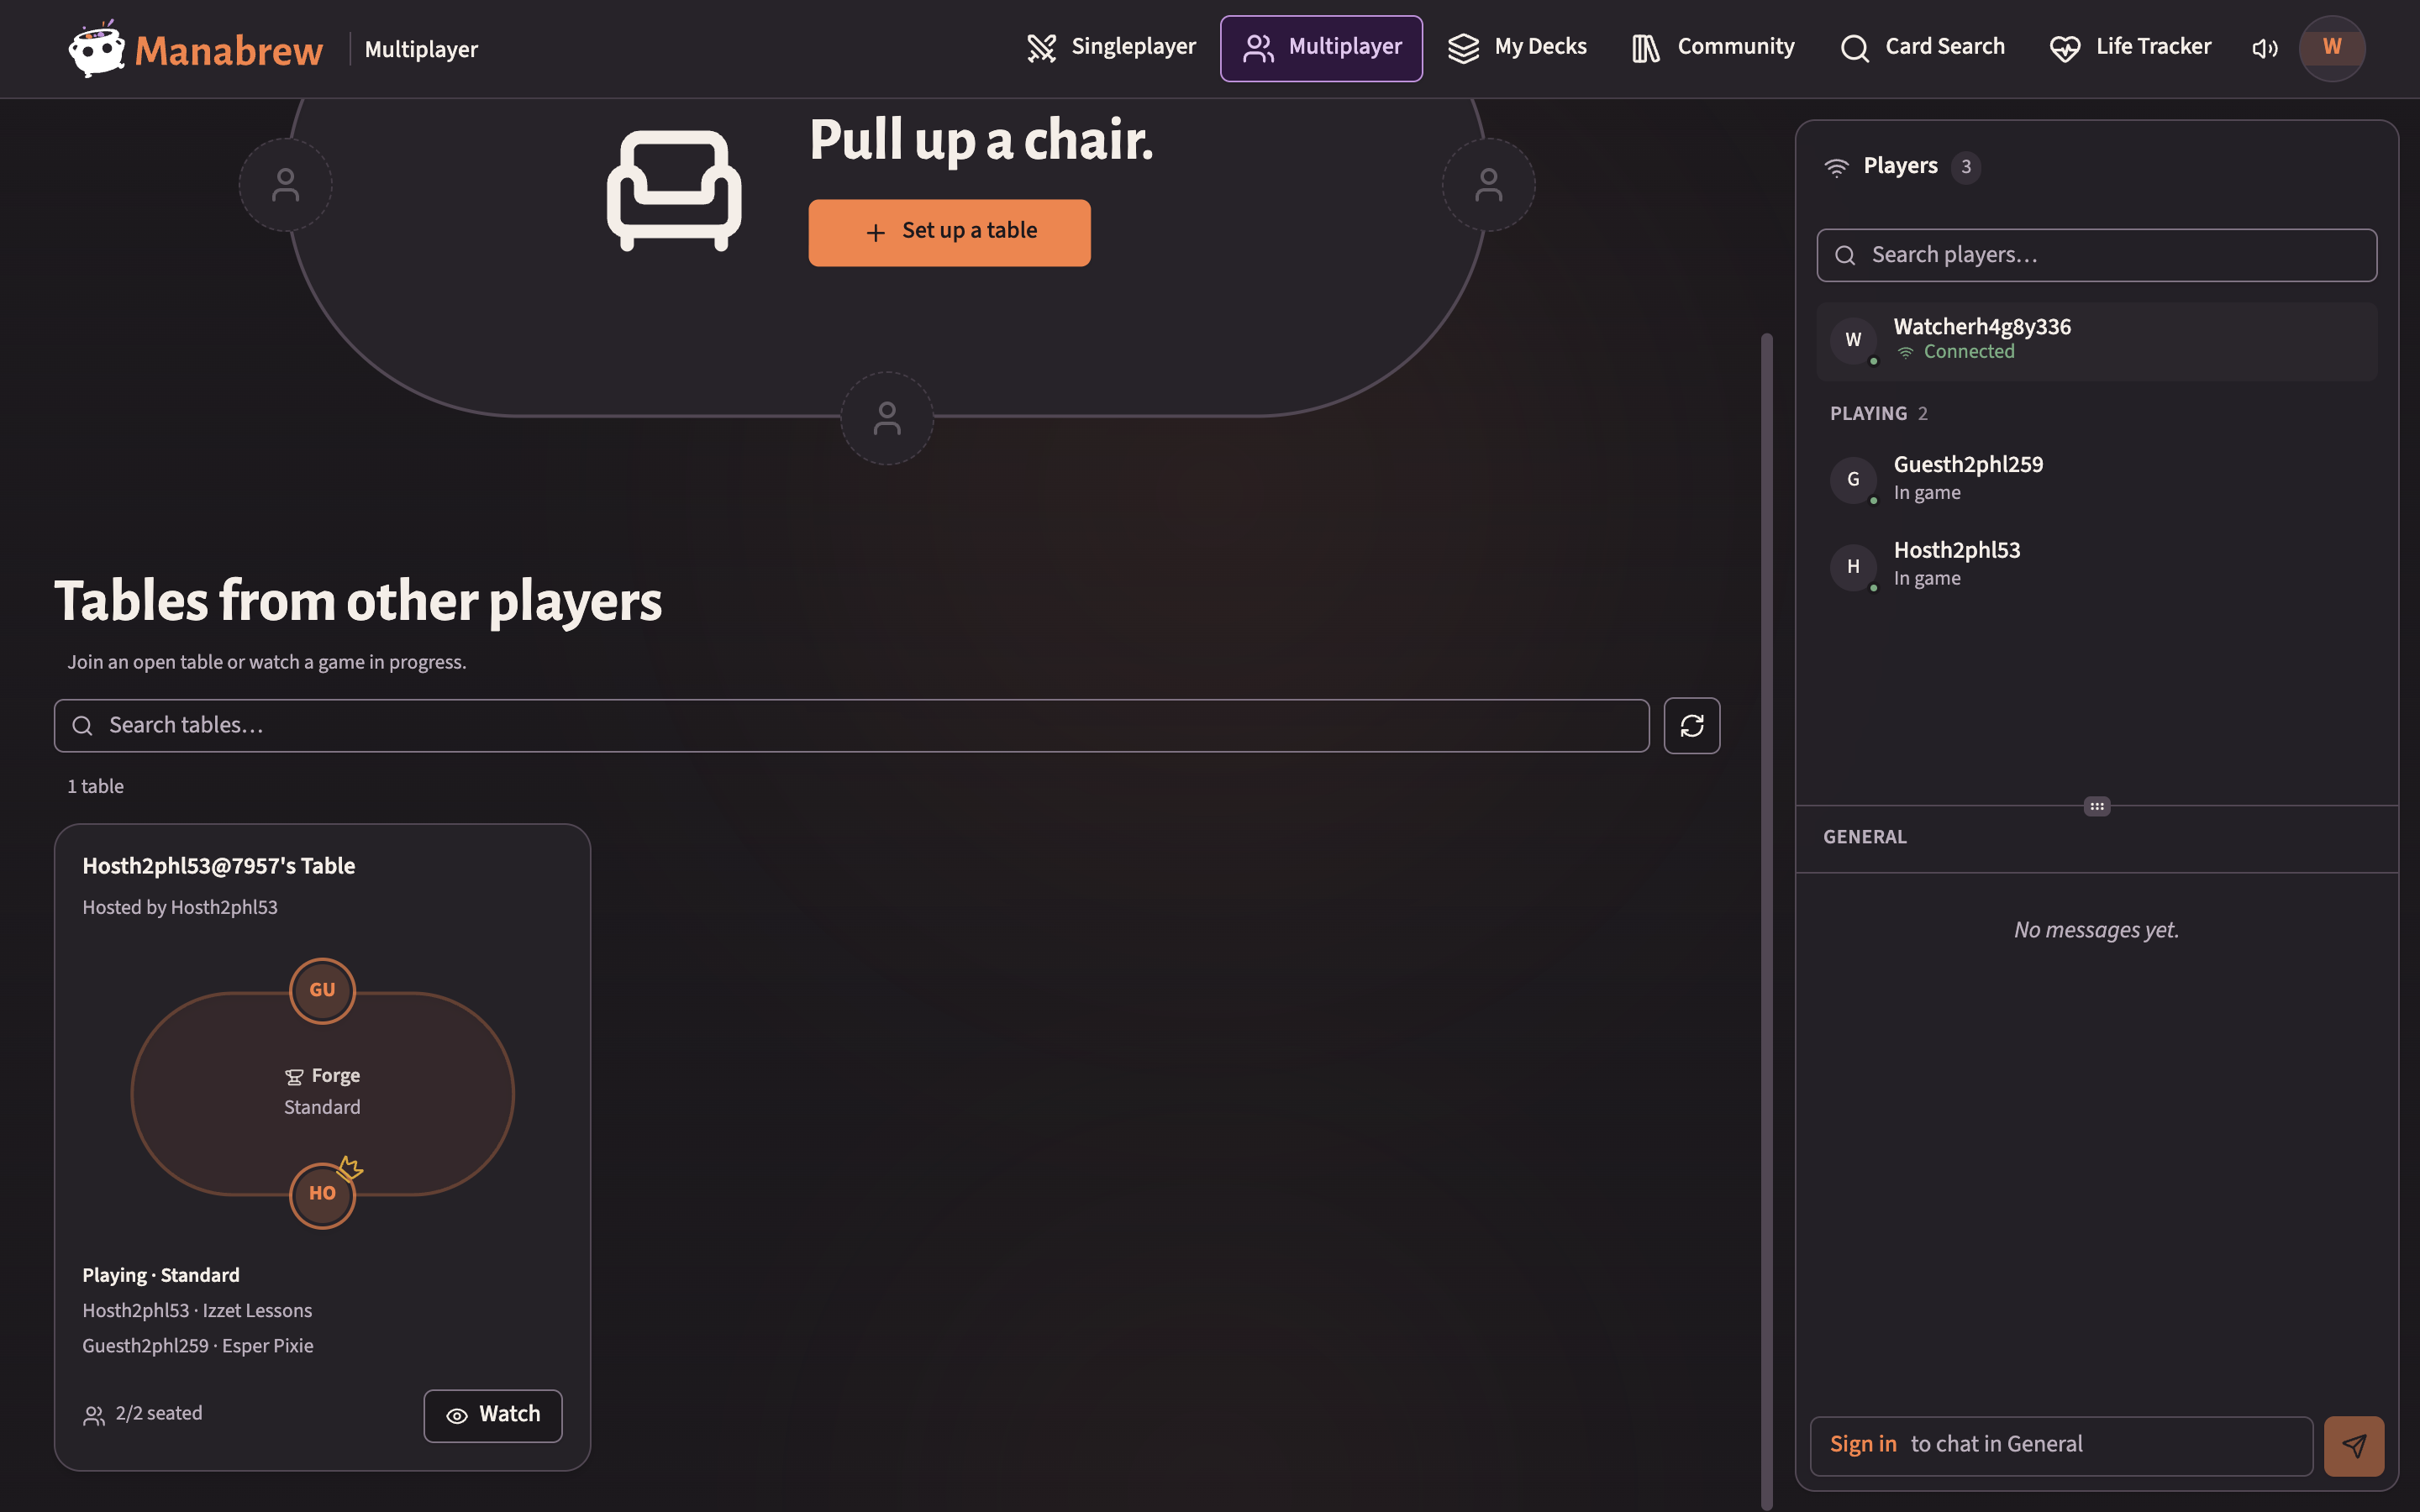 Manabrew
Multiplayer
Singleplayer
Multiplayer
My Decks
Community
Card Search
Life Tracker
W
Pull up a chair.
Set up a table
Tables from other players
Join an open table or watch a game in progress.
Search tables...
1 table
Hosth2phl53@7957's Table
Hosted by Hosth2phl53
GU
Forge
Standard
HO
Playing · Standard
Hosth2phl53 · Izzet Lessons
Guesth2phl259 · Esper Pixie
2/2 seated
Watch
Players 3
Search players...
W
Watcherh4g8y336
Connected
PLAYING 2
G
Guesth2phl259
In game
H
Hosth2phl53
In game
GENERAL
No messages yet.
Sign in to chat in General